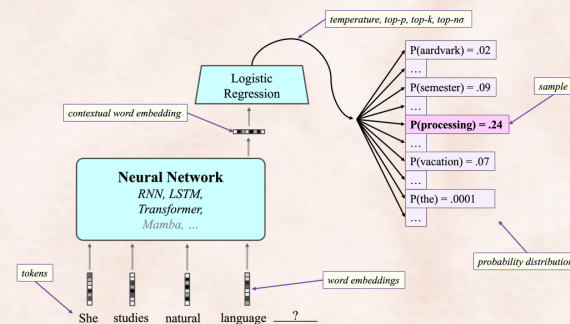 temperature, top-p, top-k, top-nσ
P(aardvark) = .02
…
Logistic
Regression
P(semester) = .09
sample
…
contextual word embedding
P(processing) = .24
…
Neural Network
RNN, LSTM,
Transformer,
Mamba, …
P(vacation) = .07
…
P(the) = .0001
…
probability distribution
tokens
word embeddings
She studies natural language ?